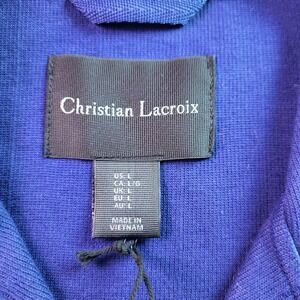 Christian Lacroix
US: L
CA: L/G
UK: L
EU: L
AU: L
MADE IN
VIETNAM